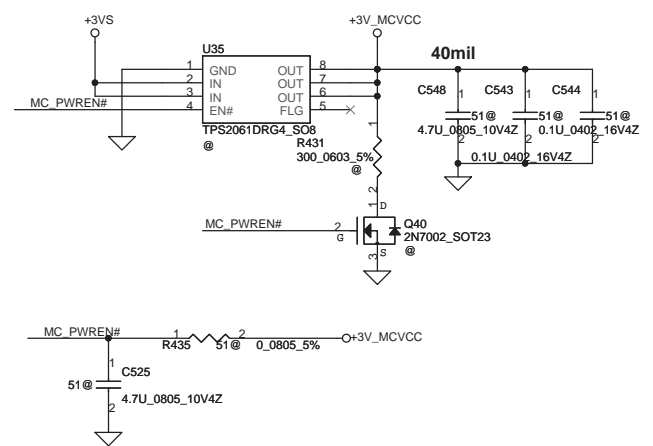 +3VS
+3V_MCVCC
U35
40mil
1 GND OUT 8
2 IN OUT 7
3 IN OUT 6
4 EN# FLG 5
MC_PWREN#
TPS2061DRG4_SO8
@
R431
300_0603_5%
@
1
2
C548
1
51@
4.7U_0805_10V4Z
2
C543
1
51@
0.1U_0402_16V4Z
2
C544
1
51@
0.1U_0402_16V4Z
2
MC_PWREN#
2
G
1
D
S
3
Q40
2N7002_SOT23
@
MC_PWREN#
1
R435
51@
2
0_0805_5%
+3V_MCVCC
1
C525
51@
4.7U_0805_10V4Z
2